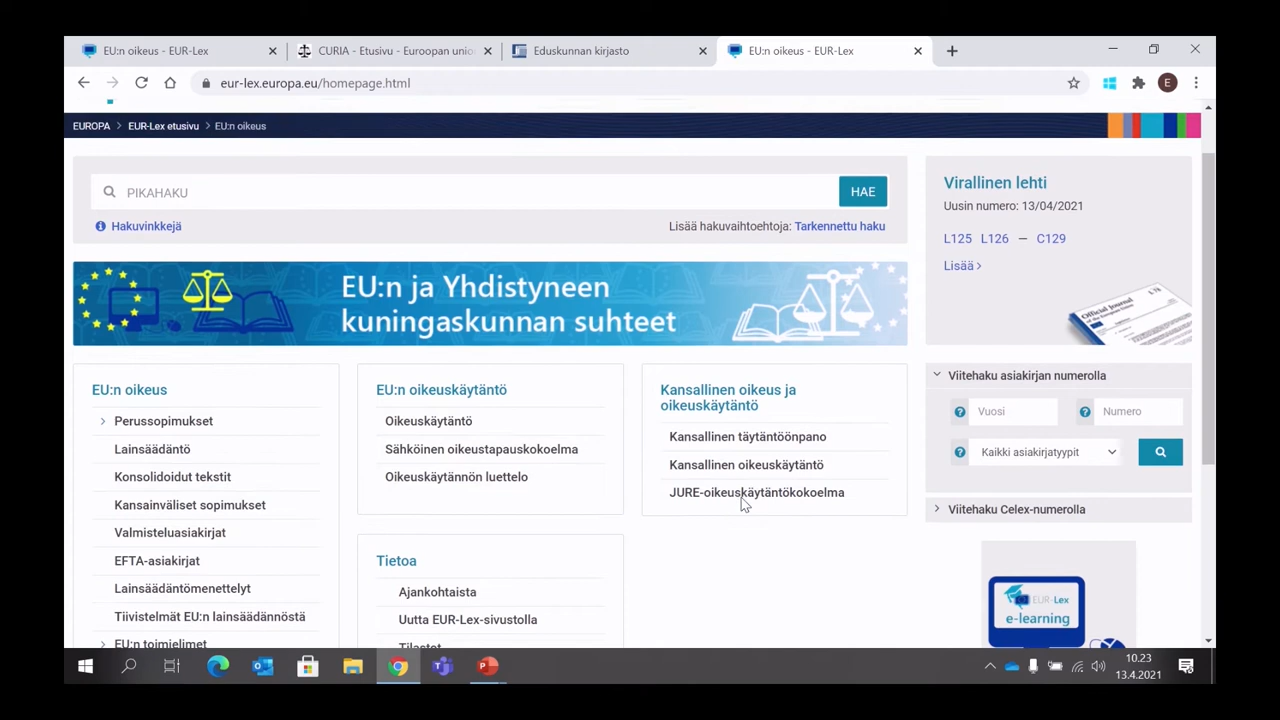 EU:n oikeus - EUR-Lex
CURIA - Etusivu - Euroopan unio
Eduskunnan kirjasto
EU:n oikeus - EUR-Lex
eur-lex.europa.eu/homepage.html
E
EUROPA > EUR-Lex etusivu > EU:n oikeus
PIKAHAKU
HAE
Hakuvinkkejä
Lisää hakuvaihtoehtoja: Tarkennettu haku
EU:n ja Yhdistyneen
kuningaskunnan suhteet
Virallinen lehti
Uusin numero: 13/04/2021
L125 L126 — C129
Lisää >
Official Journal
EU:n oikeus
Perussopimukset
Lainsäädäntö
Konsolidoidut tekstit
Kansainväliset sopimukset
Valmisteluasiakirjat
EFTA-asiakirjat
Lainsäädäntömenettelyt
Tiivistelmät EU:n lainsäädännöstä
EU:n toimielimet
EU:n oikeuskäytäntö
Oikeuskäytäntö
Sähköinen oikeustapauskokoelma
Oikeuskäytännön luettelo
Tietoa
Ajankohtaista
Uutta EUR-Lex-sivustolla
Tilastot
Kansallinen oikeus ja
oikeuskäytäntö
Kansallinen täytäntöönpano
Kansallinen oikeuskäytäntö
JURE-oikeuskäytäntökokoelma
Viitehaku asiakirjan numerolla
Vuosi
Numero
Kaikki asiakirjatyypit
Viitehaku Celex-numerolla
EUR-Lex
e-learning
10.23
13.4.2021